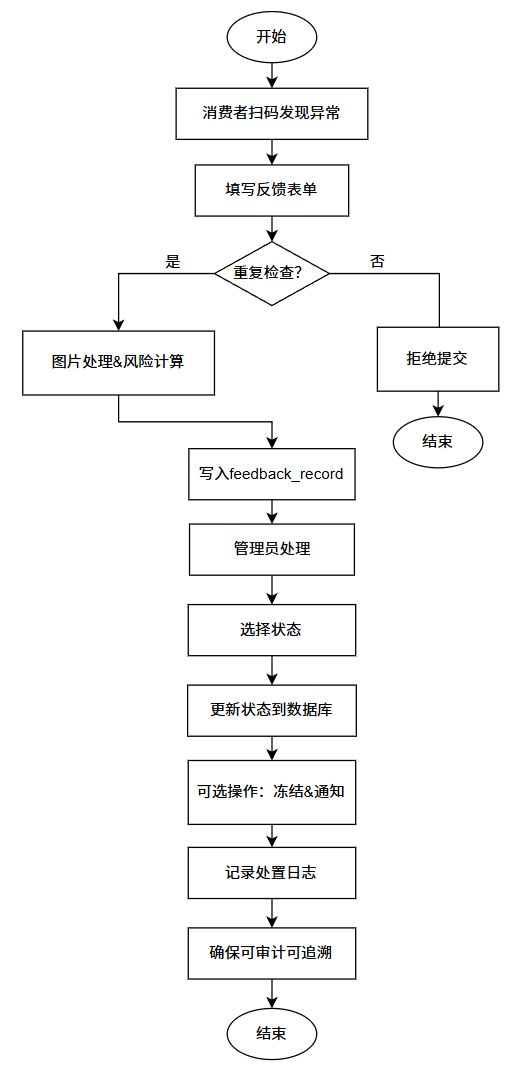 开始
消费者扫码发现异常
填写反馈表单
重复检查？
是
否
图片处理&风险计算
拒绝提交
结束
写入feedback_record
管理员处理
选择状态
更新状态到数据库
可选操作：冻结&通知
记录处置日志
确保可审计可追溯
结束